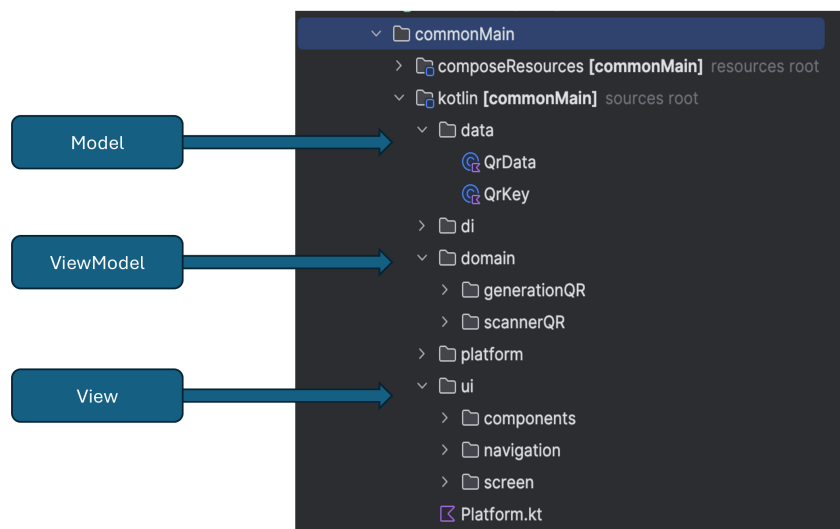 commonMain
composeResources [commonMain] resources root
kotlin [commonMain] sources root
Model
data
QrData
QrKey
di
ViewModel
domain
generationQR
scannerQR
platform
View
ui
components
navigation
screen
Platform.kt